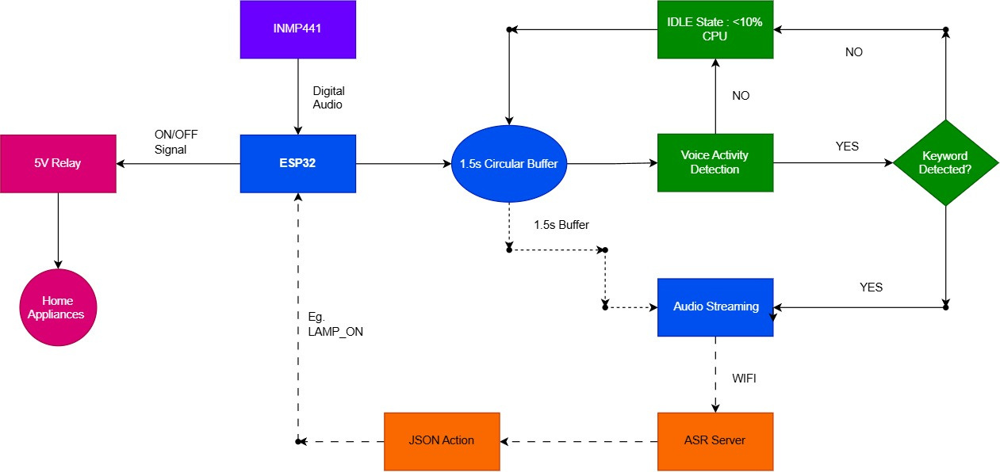 INMP441
IDLE State : <10%
CPU
NO
Digital
Audio
NO
ON/OFF
Signal
5V Relay
ESP32
1.5s Circular Buffer
Voice Activity
Detection
YES
Keyword
Detected?
1.5s Buffer
Home
Appliances
Audio Streaming
YES
Eg.
LAMP_ON
WIFI
JSON Action
ASR Server